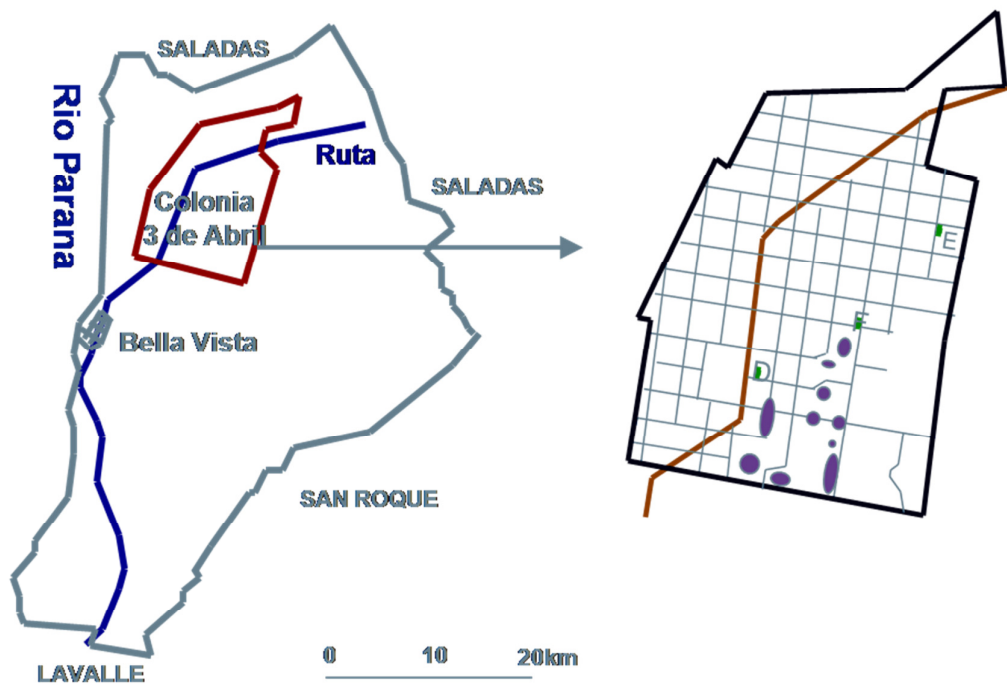 SALADAS
Rio Parana
Ruta
SALADAS
Colonia
3 de Abril
E
F
Bella Vista
D
SAN ROQUE
0 10 20km
LAVALLE